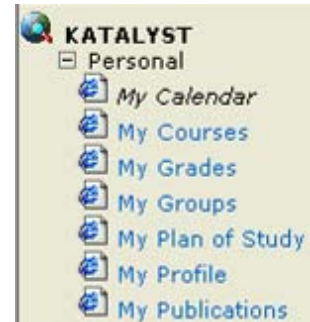 KATALYST
Personal
My Calendar
My Courses
My Grades
My Groups
My Plan of Study
My Profile
My Publications